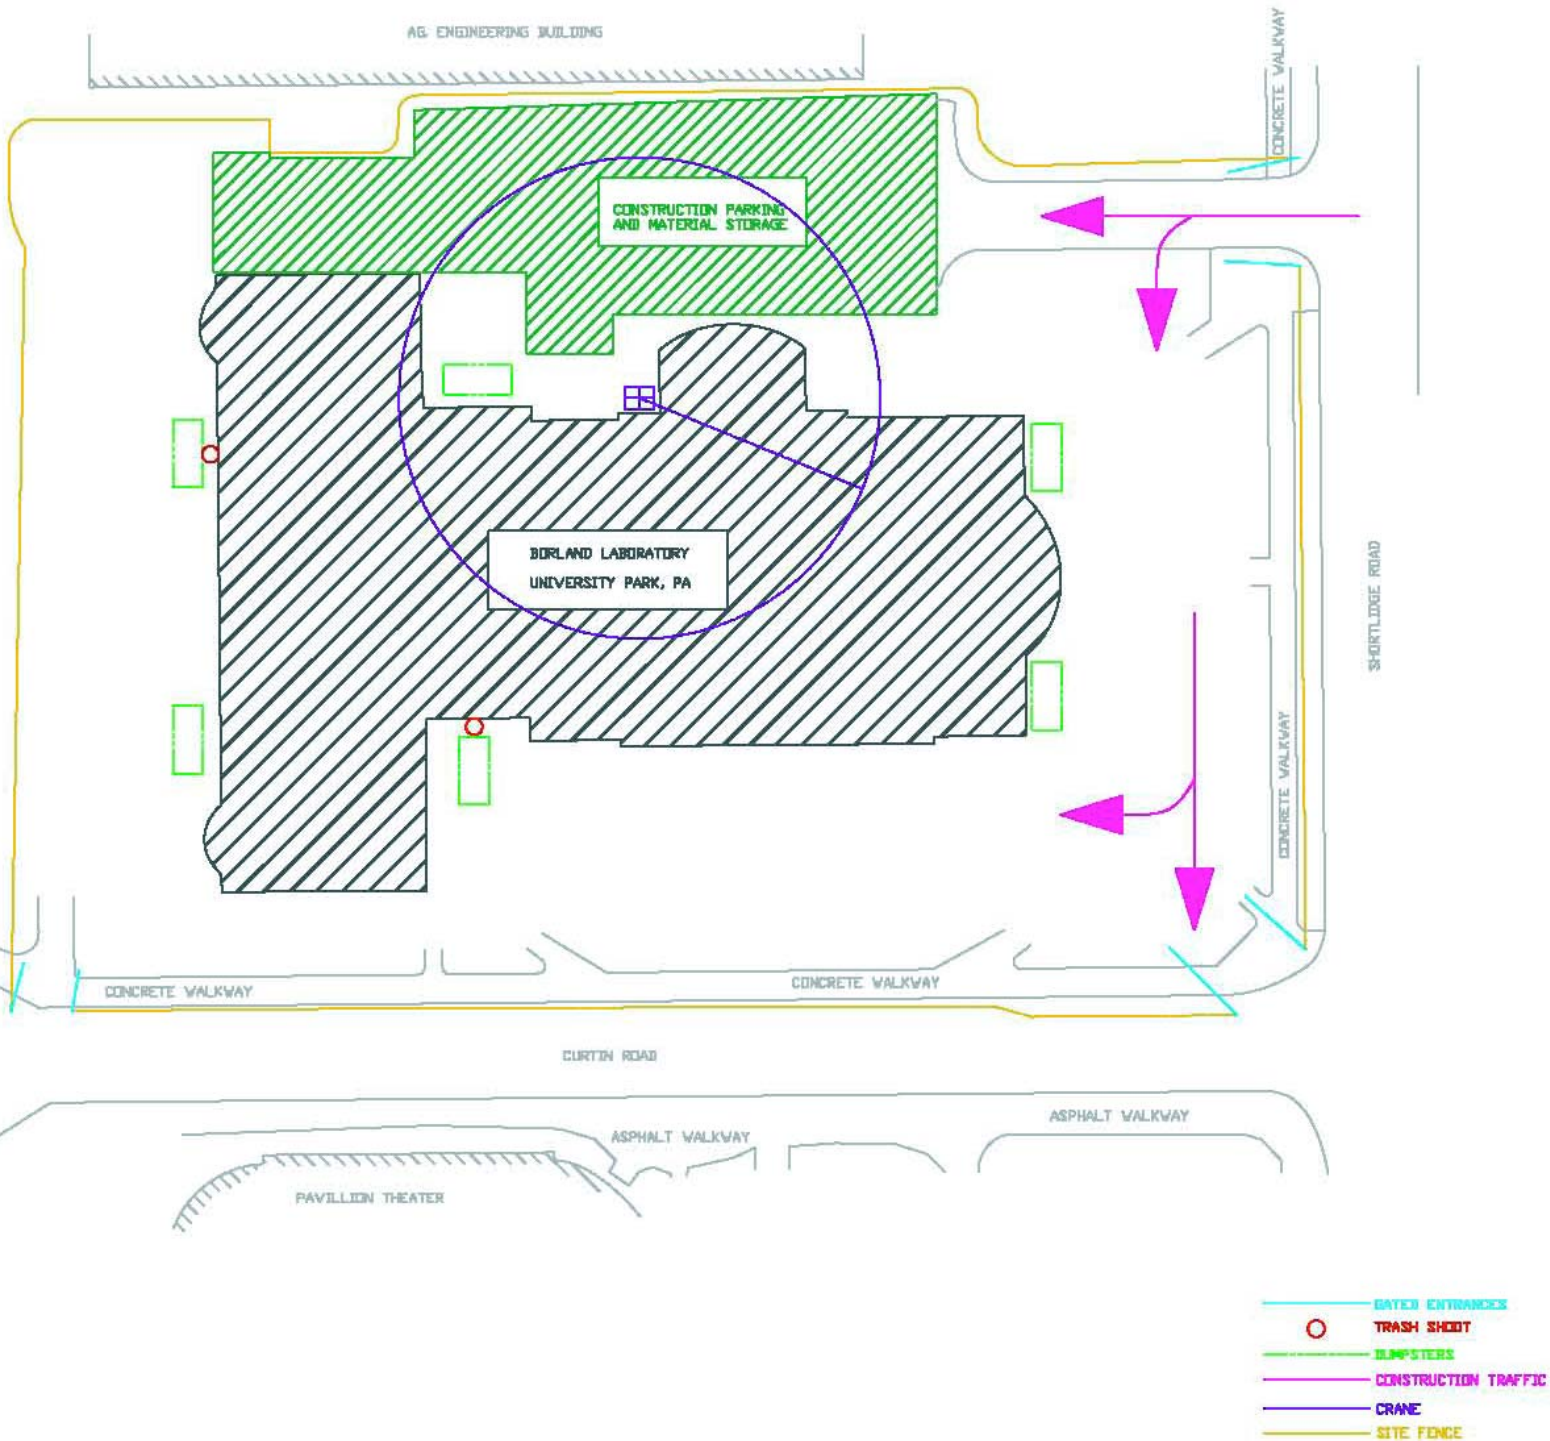 AG. ENGINEERING BUILDING
CONCRETE WALKWAY
CONSTRUCTION PARKING
AND MATERIAL STORAGE
BORLAND LABORATORY
UNIVERSITY PARK, PA
SHORTLIDGE ROAD
CONCRETE WALKWAY
CONCRETE WALKWAY
CONCRETE WALKWAY
CURTIN ROAD
ASPHALT WALKWAY
ASPHALT WALKWAY
PAVILLION THEATER
GATED ENTRANCES
TRASH SHOOT
DUMPSTERS
CONSTRUCTION TRAFFIC
CRANE
SITE FENCE